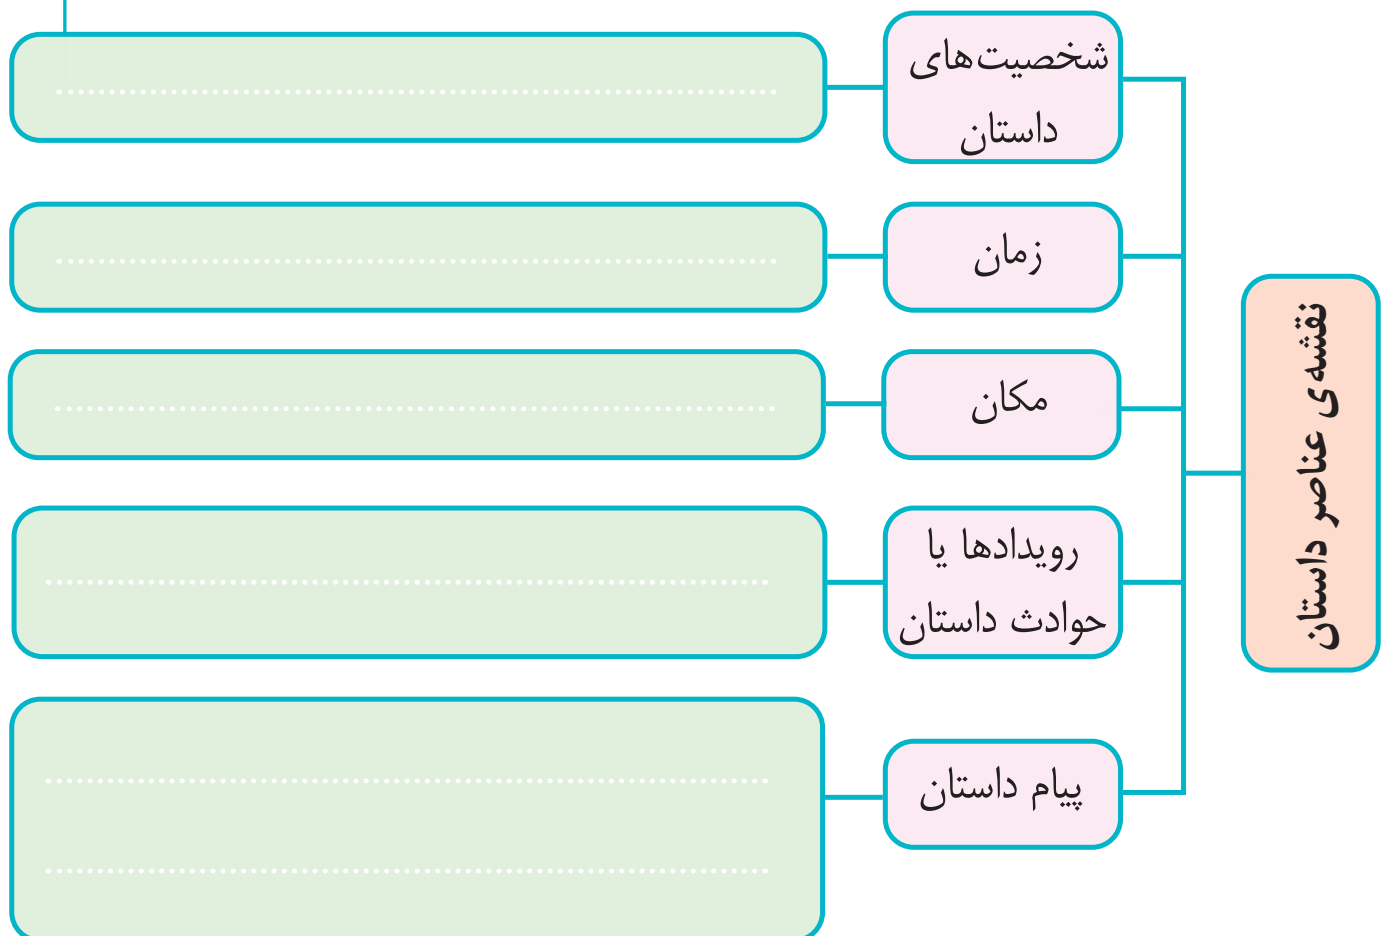 نقشه‌ی عناصر داستان
شخصیت‌های
داستان
زمان
مکان
رویدادها یا
حوادث داستان
پیام داستان